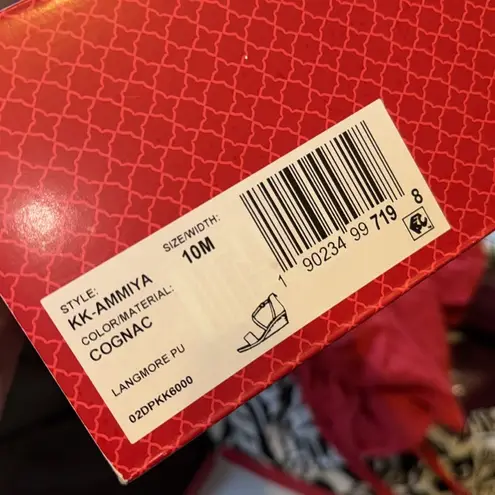 STYLE:
KK-AMMIYA
SIZE/WIDTH:
10M
COLOR/MATERIAL:
COGNAC
LANGMORE PU
02DPKK6000
1 90234 99719 8